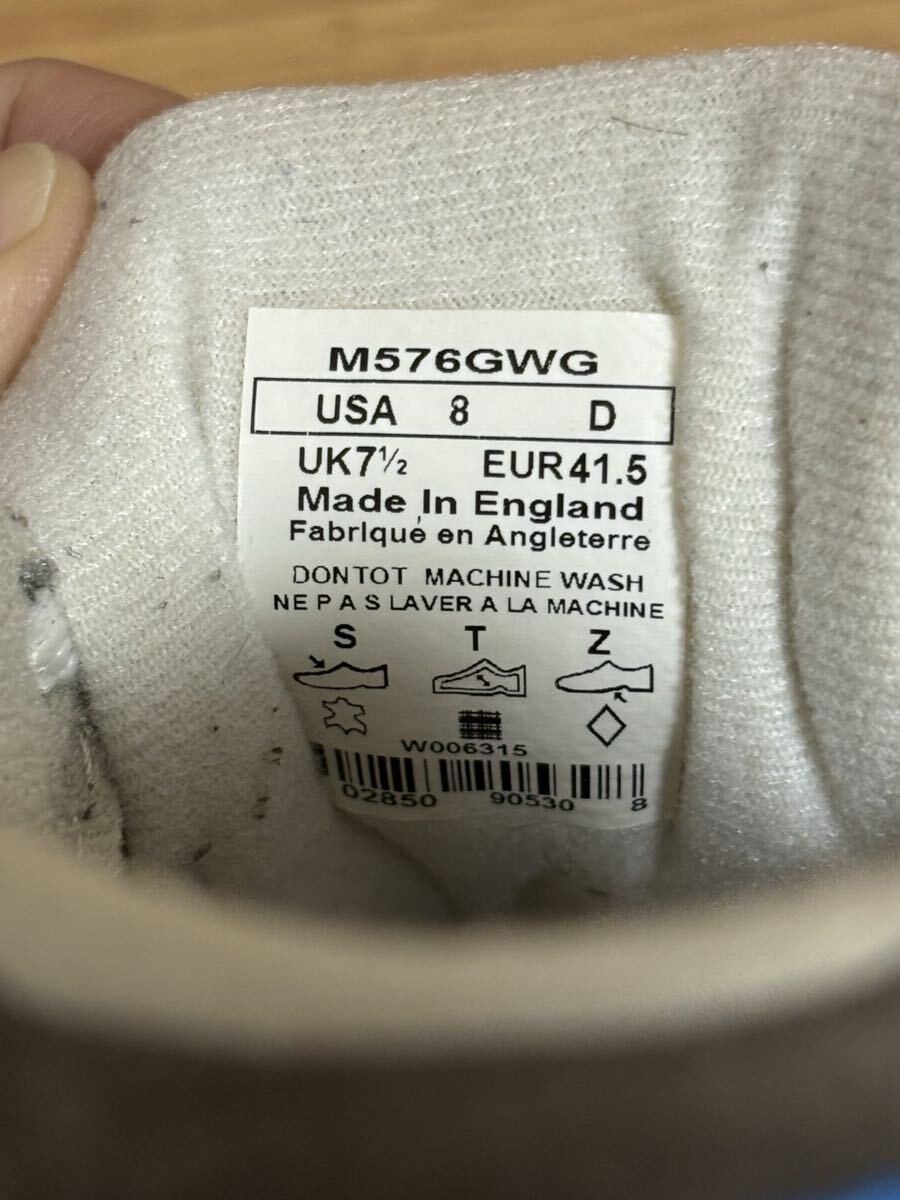 M576GWG
USA 8 D
UK7½ EUR41.5
Made In England
Fabrique en Angleterre
DONTOT MACHINE WASH
NE P A S LAVER A LA MACHINE
S T Z
W006315
02850 90530 8